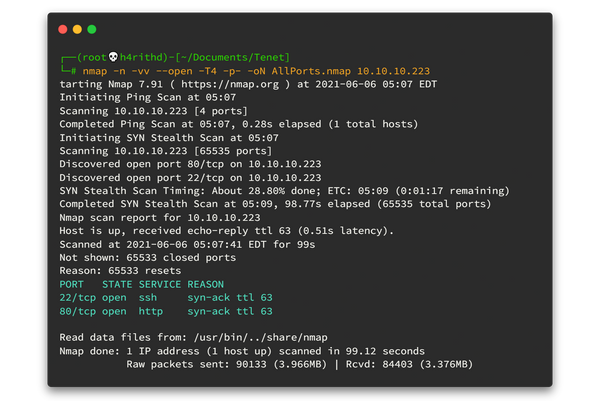 ┌──(root💀h4rithd)-[~/Documents/Tenet]
└─# nmap -n -vv --open -T4 -p- -oN AllPorts.nmap 10.10.10.223
tarting Nmap 7.91 ( https://nmap.org ) at 2021-06-06 05:07 EDT
Initiating Ping Scan at 05:07
Scanning 10.10.10.223 [4 ports]
Completed Ping Scan at 05:07, 0.28s elapsed (1 total hosts)
Initiating SYN Stealth Scan at 05:07
Scanning 10.10.10.223 [65535 ports]
Discovered open port 80/tcp on 10.10.10.223
Discovered open port 22/tcp on 10.10.10.223
SYN Stealth Scan Timing: About 28.80% done; ETC: 05:09 (0:01:17 remaining)
Completed SYN Stealth Scan at 05:09, 98.77s elapsed (65535 total ports)
Nmap scan report for 10.10.10.223
Host is up, received echo-reply ttl 63 (0.51s latency).
Scanned at 2021-06-06 05:07:41 EDT for 99s
Not shown: 65533 closed ports
Reason: 65533 resets
PORT   STATE SERVICE REASON
22/tcp open  ssh     syn-ack ttl 63
80/tcp open  http    syn-ack ttl 63

Read data files from: /usr/bin/../share/nmap
Nmap done: 1 IP address (1 host up) scanned in 99.12 seconds
           Raw packets sent: 90133 (3.966MB) | Rcvd: 84403 (3.376MB)